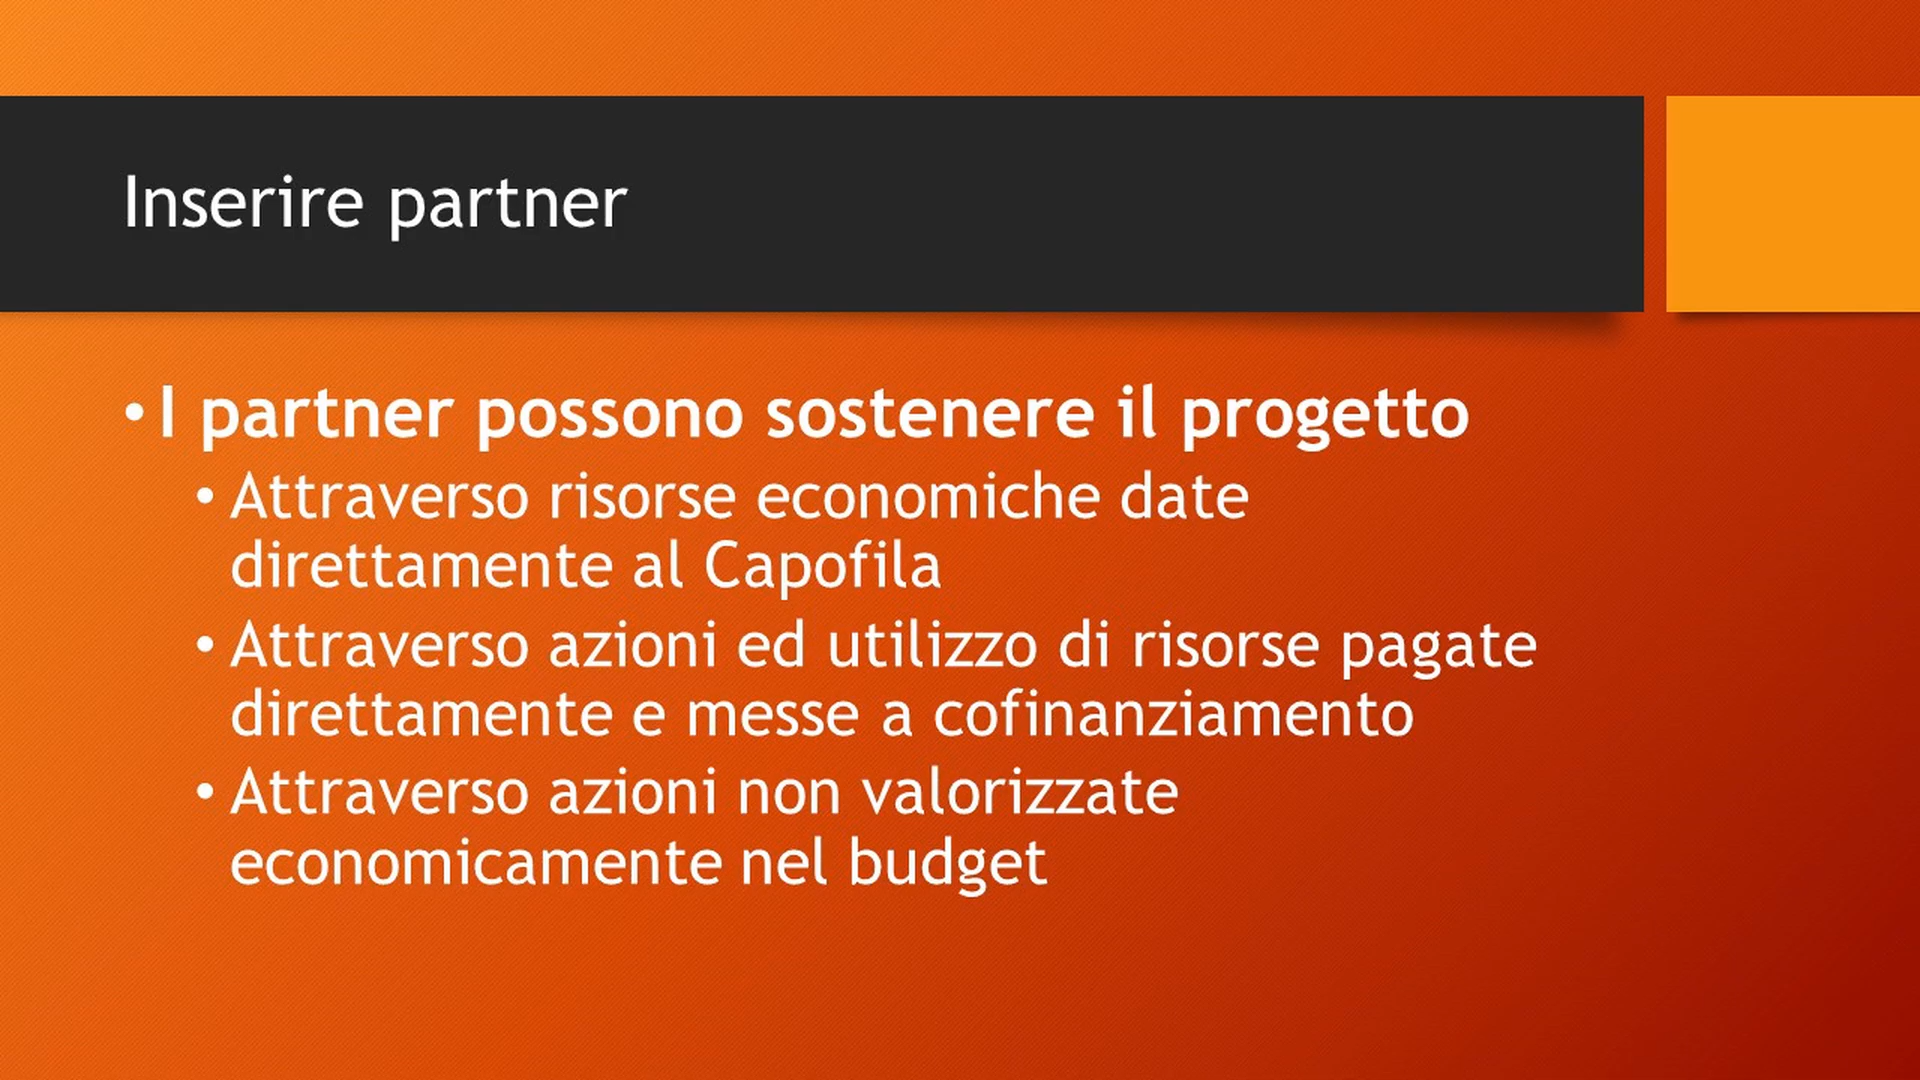 Inserire partner
• I partner possono sostenere il progetto
• Attraverso risorse economiche date
direttamente al Capofila
• Attraverso azioni ed utilizzo di risorse pagate
direttamente e messe a cofinanziamento
• Attraverso azioni non valorizzate
economicamente nel budget